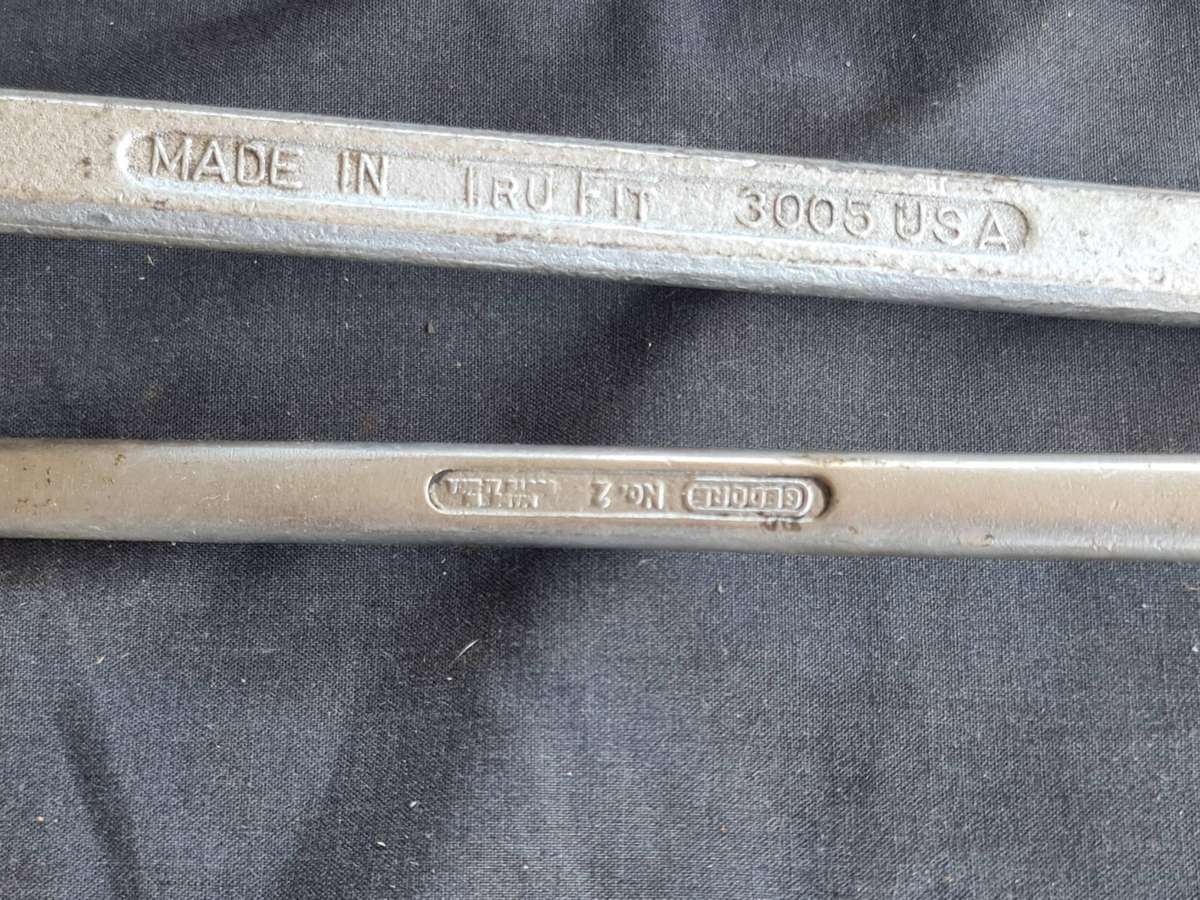 MADE IN TRU FIT 3005 USA
GEDORE No. 2